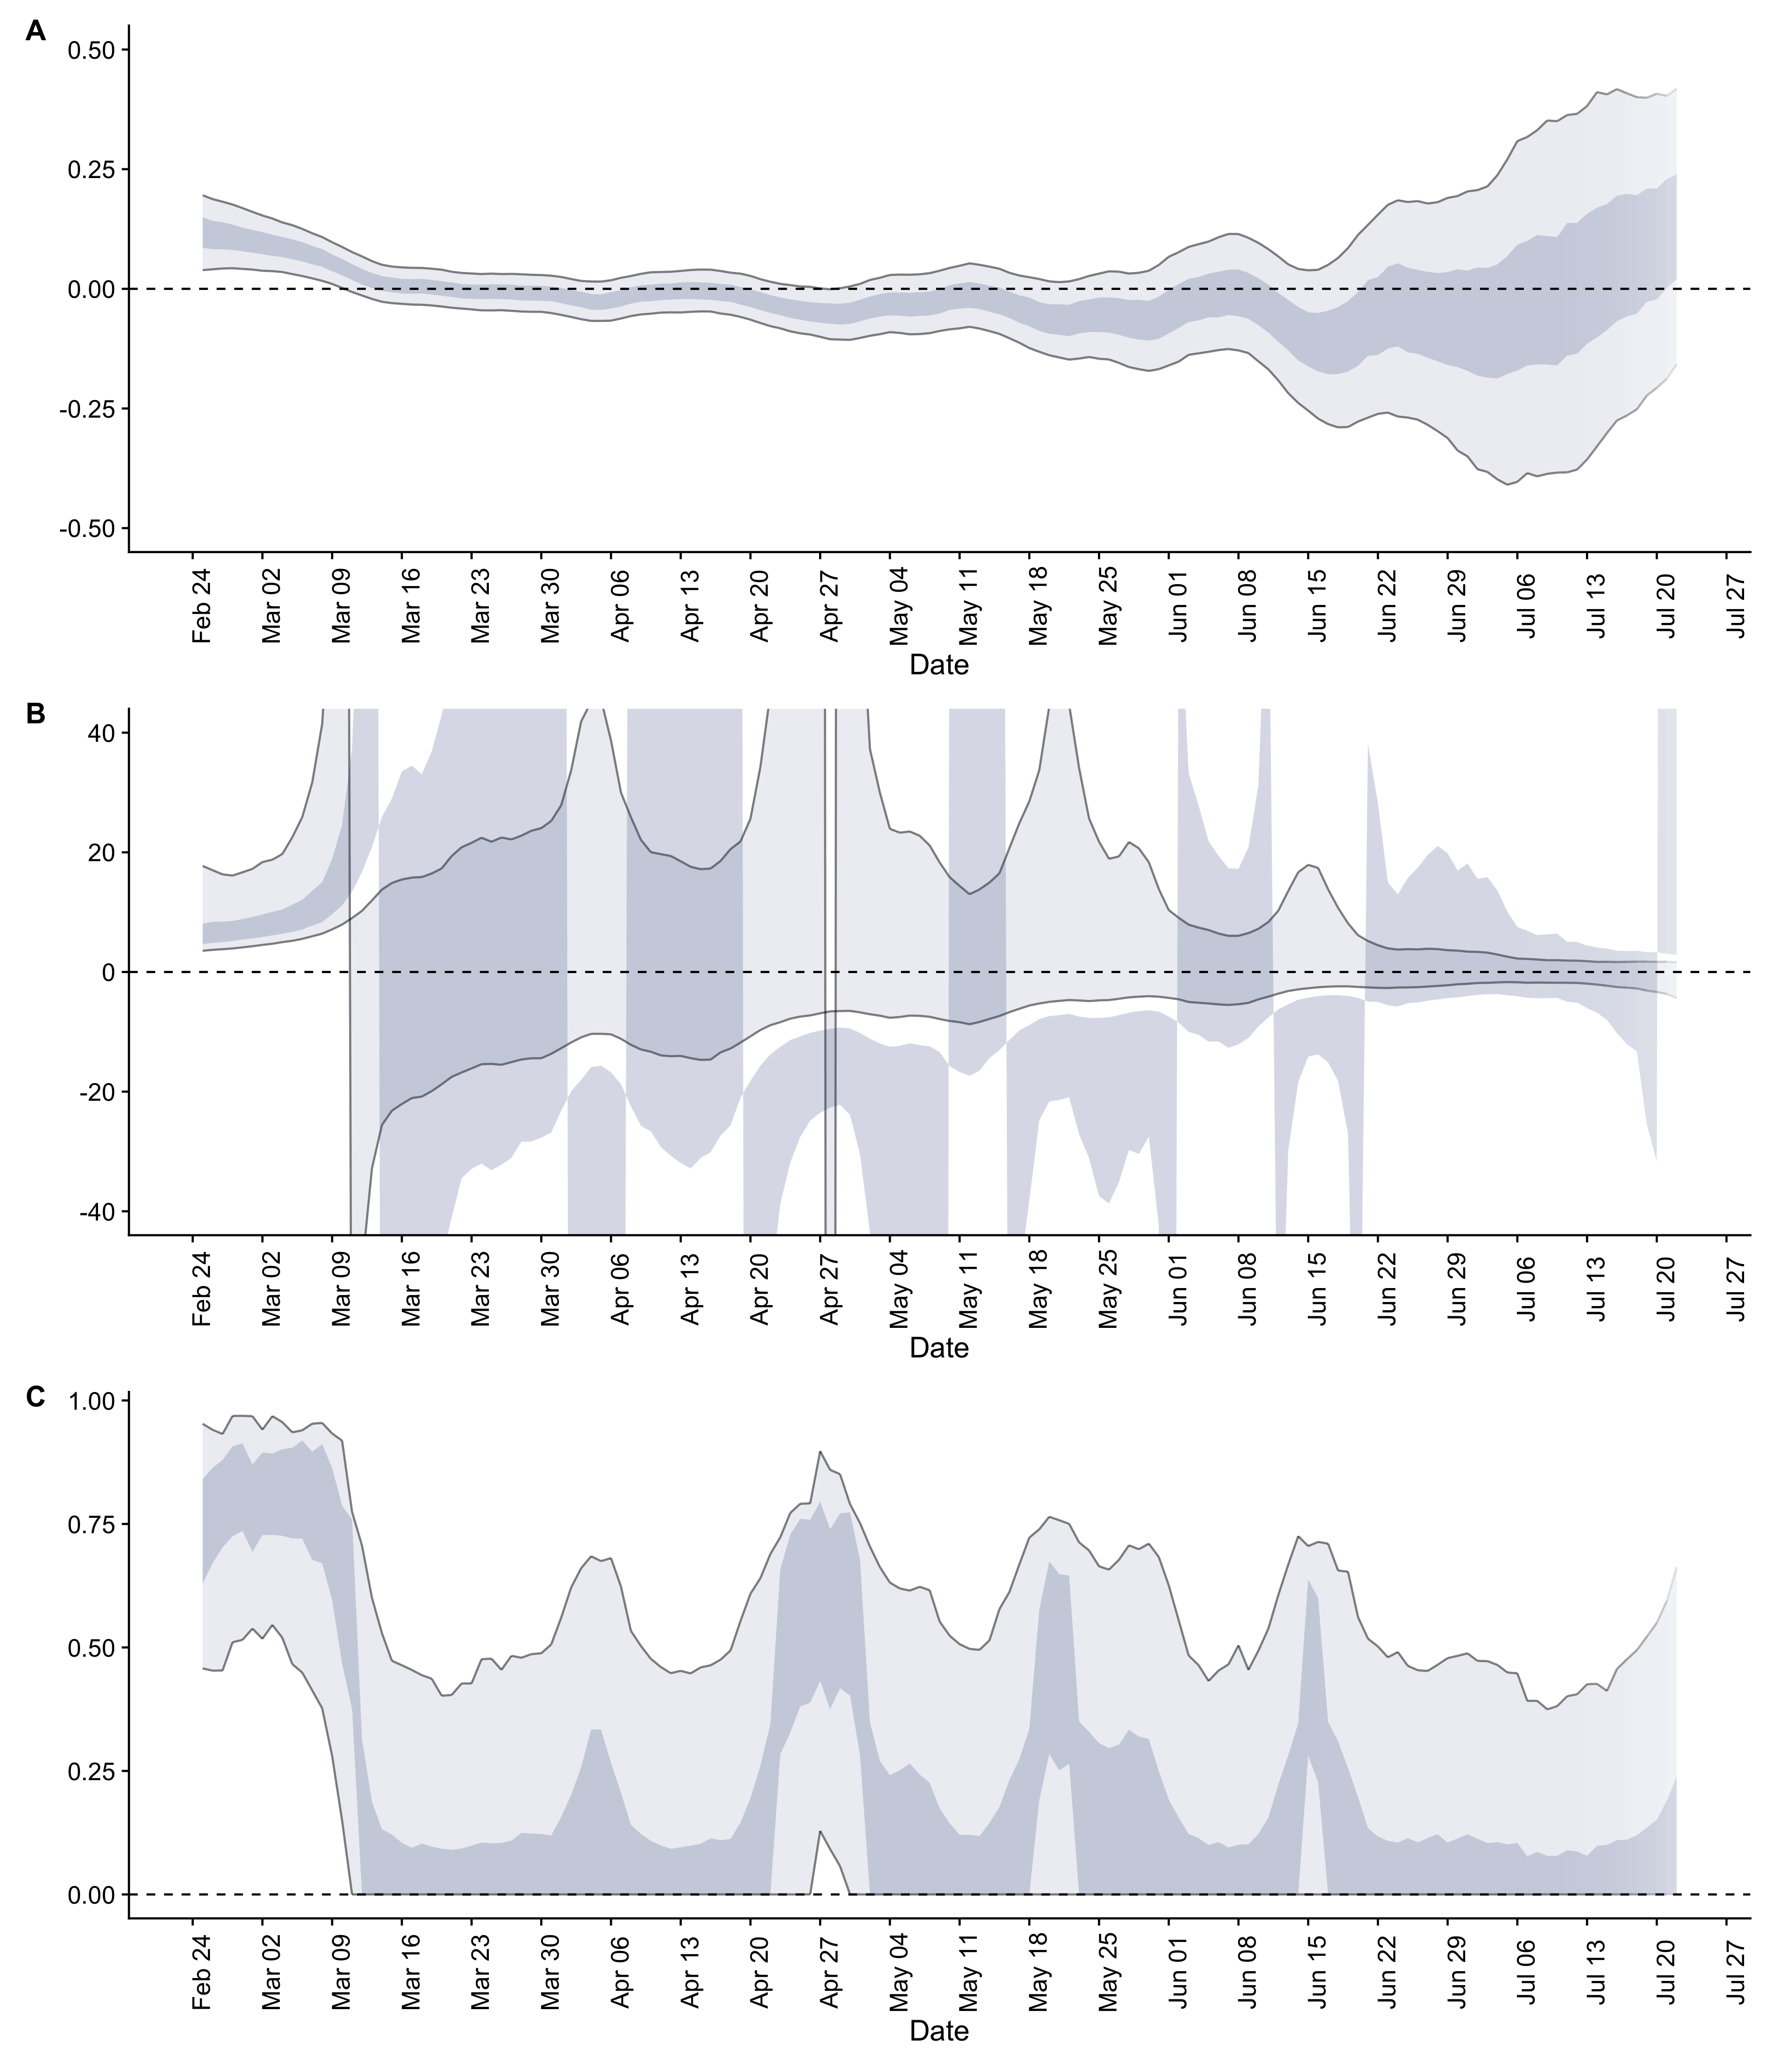 A
0.50
0.25
0.00
-0.25
-0.50
Feb 24
Mar 02
Mar 09
Mar 16
Mar 23
Mar 30
Apr 06
Apr 13
Apr 20
Apr 27
May 04
May 11
May 18
May 25
Jun 01
Jun 08
Jun 15
Jun 22
Jun 29
Jul 06
Jul 13
Jul 20
Jul 27
Date
B
40
20
0
-20
-40
Feb 24
Mar 02
Mar 09
Mar 16
Mar 23
Mar 30
Apr 06
Apr 13
Apr 20
Apr 27
May 04
May 11
May 18
May 25
Jun 01
Jun 08
Jun 15
Jun 22
Jun 29
Jul 06
Jul 13
Jul 20
Jul 27
Date
C
1.00
0.75
0.50
0.25
0.00
Feb 24
Mar 02
Mar 09
Mar 16
Mar 23
Mar 30
Apr 06
Apr 13
Apr 20
Apr 27
May 04
May 11
May 18
May 25
Jun 01
Jun 08
Jun 15
Jun 22
Jun 29
Jul 06
Jul 13
Jul 20
Jul 27
Date